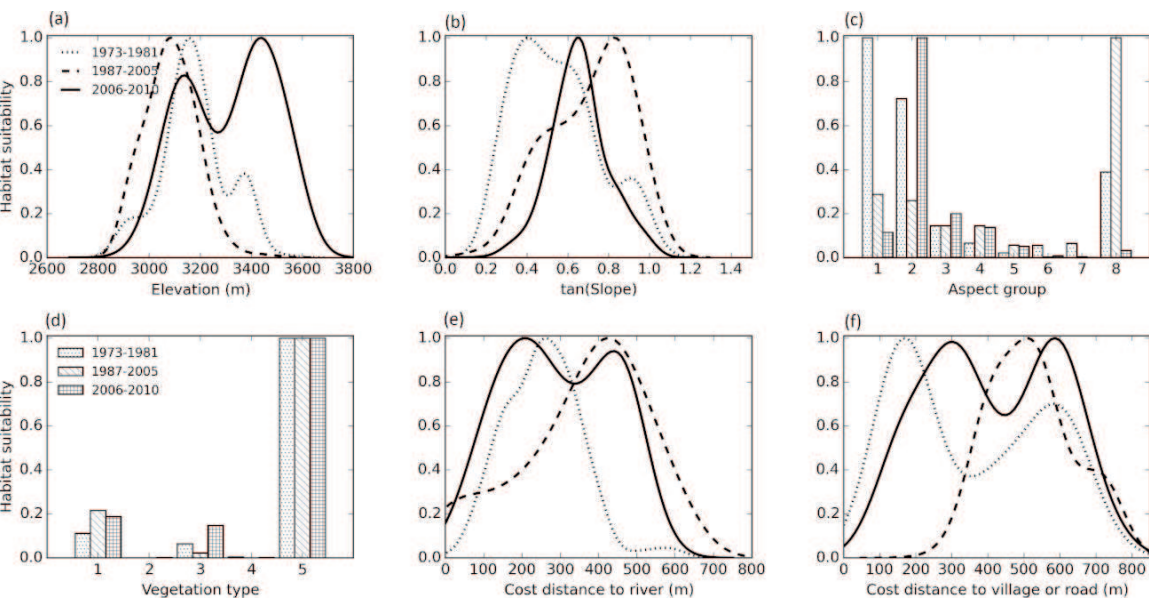 (a)
(b)
(c)
1.0
0.8
0.6
0.4
0.2
0.0
Habitat suitability
1973-1981
1987-2005
2006-2010
2600 2800 3000 3200 3400 3600 3800
Elevation (m)
1.0
0.8
0.6
0.4
0.2
0.0
0.0 0.2 0.4 0.6 0.8 1.0 1.2 1.4
tan(Slope)
1.0
0.8
0.6
0.4
0.2
0.0
1 2 3 4 5 6 7 8
Aspect group
(d)
(e)
(f)
1.0
0.8
0.6
0.4
0.2
0.0
Habitat suitability
1973-1981
1987-2005
2006-2010
1 2 3 4 5
Vegetation type
1.0
0.8
0.6
0.4
0.2
0.0
0 100 200 300 400 500 600 700 800
Cost distance to river (m)
1.0
0.8
0.6
0.4
0.2
0.0
0 100 200 300 400 500 600 700 800
Cost distance to village or road (m)